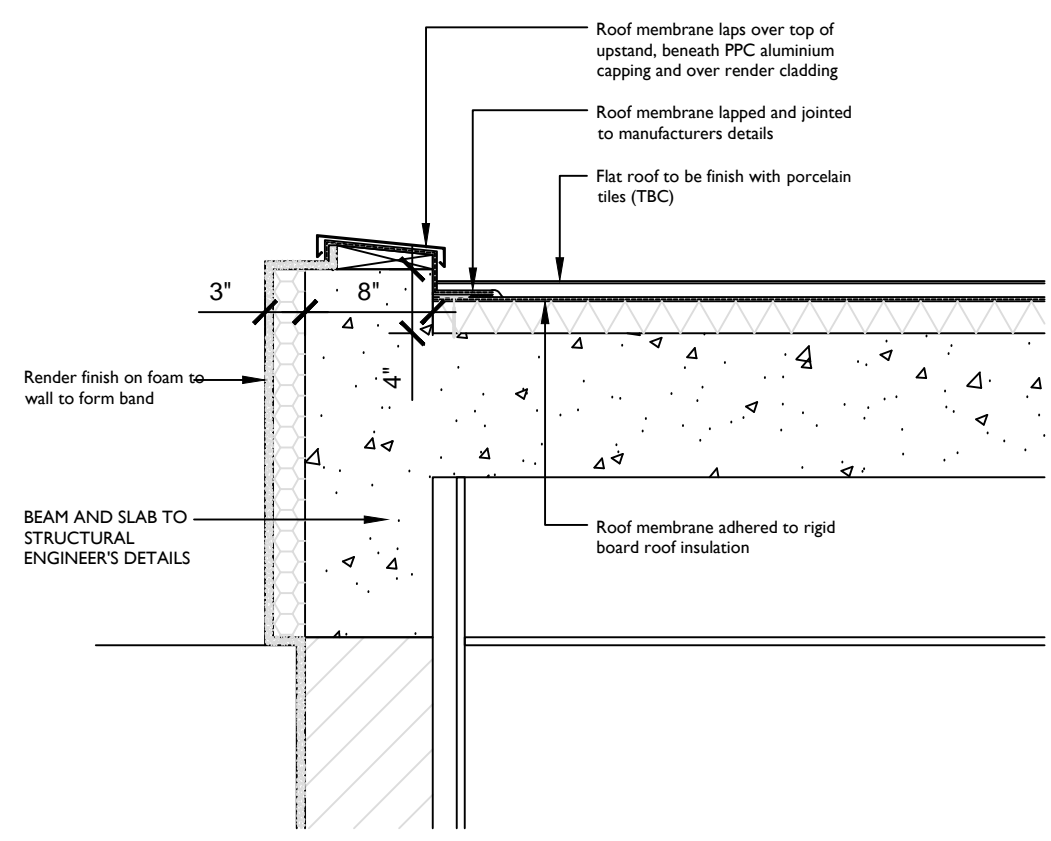 Roof membrane laps over top of
upstand, beneath PPC aluminium
capping and over render cladding
Roof membrane lapped and jointed
to manufacturers details
Flat roof to be finish with porcelain
tiles (TBC)
3"
8"
4"
Render finish on foam to
wall to form band
BEAM AND SLAB TO
STRUCTURAL
ENGINEER'S DETAILS
Roof membrane adhered to rigid
board roof insulation